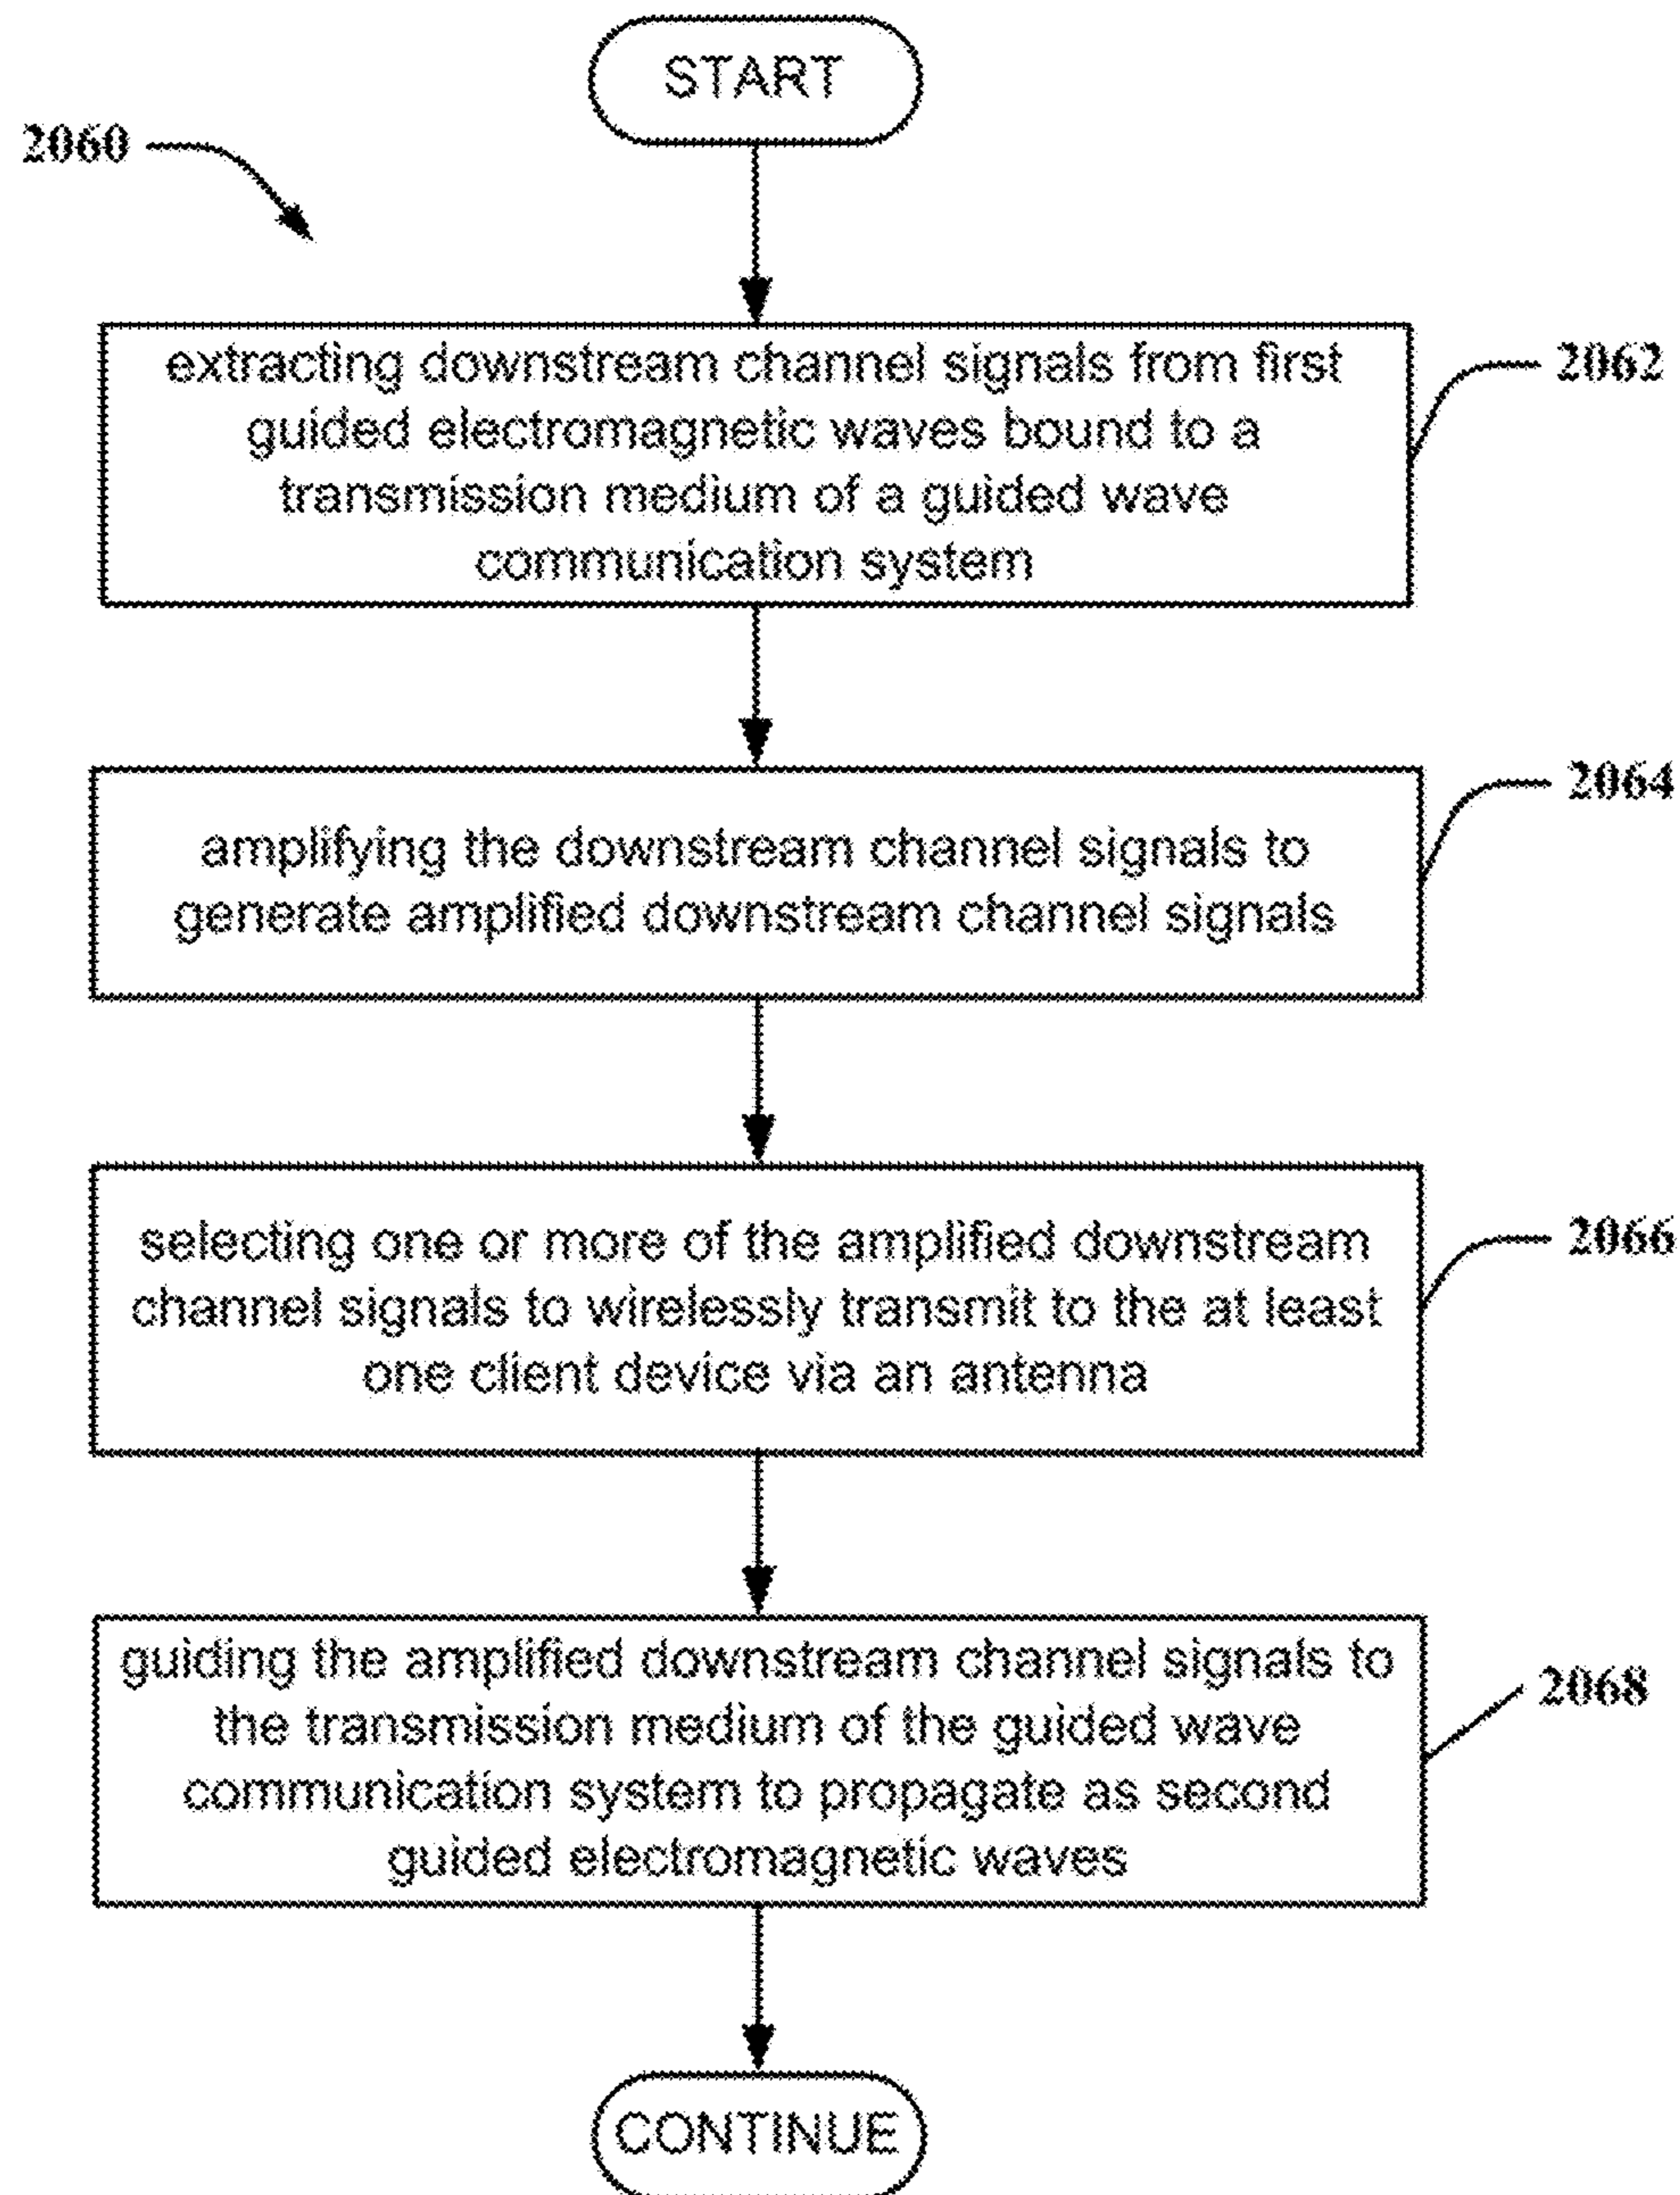 START
2060
extracting downstream channel signals from first
guided electromagnetic waves bound to a
transmission medium of a guided wave
communication system
2062
amplifying the downstream channel signals to
generate amplified downstream channel signals
2064
selecting one or more of the amplified downstream
channel signals to wirelessly transmit to the at least
one client device via an antenna
2066
guiding the amplified downstream channel signals to
the transmission medium of the guided wave
communication system to propagate as second
guided electromagnetic waves
2068
CONTINUE